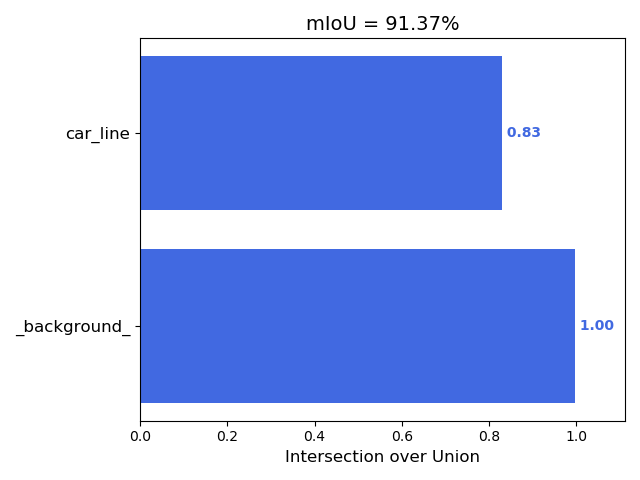 mIoU = 91.37%
car_line
0.83
_background_
1.00
0.0 0.2 0.4 0.6 0.8 1.0
Intersection over Union